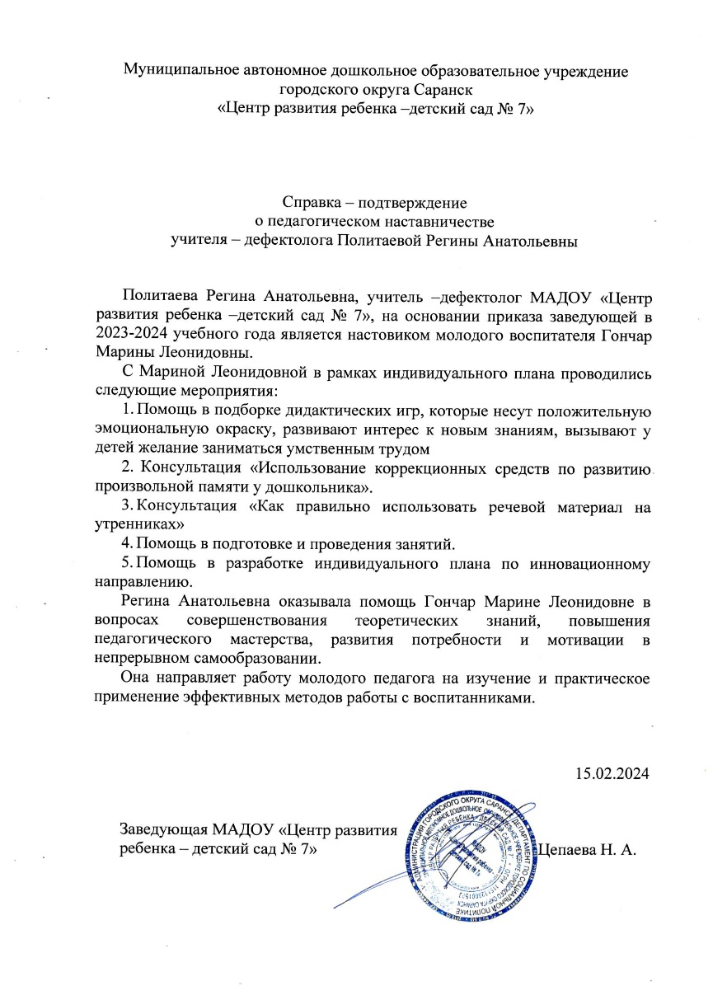 Муниципальное автономное дошкольное образовательное учреждение
городского округа Саранск
«Центр развития ребенка –детский сад № 7»
Справка – подтверждение
о педагогическом наставничестве
учителя – дефектолога Политаевой Регины Анатольевны
Политаева Регина Анатольевна, учитель –дефектолог МАДОУ «Центр
развития ребенка –детский сад № 7», на основании приказа заведующей в
2023-2024 учебного года является настовиком молодого воспитателя Гончар
Марины Леонидовны.
С Мариной Леонидовной в рамках индивидуального плана проводились
следующие мероприятия:
1. Помощь в подборке дидактических игр, которые несут положительную
эмоциональную окраску, развивают интерес к новым знаниям, вызывают у
детей желание заниматься умственным трудом
2. Консультация «Использование коррекционных средств по развитию
произвольной памяти у дошкольника».
3. Консультация «Как правильно использовать речевой материал на
утренниках»
4. Помощь в подготовке и проведения занятий.
5. Помощь в разработке индивидуального плана по инновационному
направлению.
Регина Анатольевна оказывала помощь Гончар Марине Леонидовне в
вопросах совершенствования теоретических знаний, повышения
педагогического мастерства, развития потребности и мотивации в
непрерывном самообразовании.
Она направляет работу молодого педагога на изучение и практическое
применение эффективных методов работы с воспитанниками.
15.02.2024
Заведующая МАДОУ «Центр развития
ребенка – детский сад № 7»
Цепаева Н. А.
АДМИНИСТРАЦИЯ ГОРОДСКОГО ОКРУГА САРАНСК ДЕПАРТАМЕНТ ПО СОЦИАЛЬНОЙ ПОЛИТИКЕ